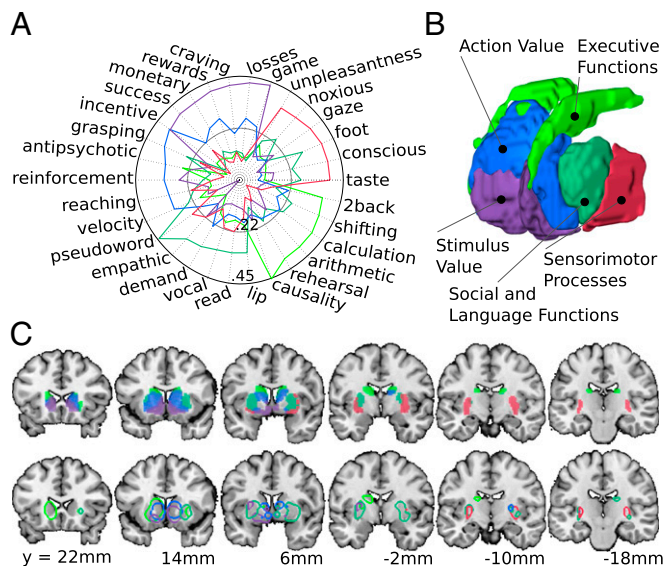 A
craving
rewards
monetary
success
incentive
grasping
antipsychotic
reinforcement
reaching
velocity
pseudoword
empathic
demand
vocal
read
lip
causality
rehearsal
arithmetic
calculation
shifting
2back
taste
conscious
foot
gaze
noxious
unpleasantness
game
losses
.22
.45
B
Action Value
Executive
Functions
Stimulus
Value
Sensorimotor
Processes
Social and
Language Functions
C
y = 22mm
14mm
6mm
-2mm
-10mm
-18mm